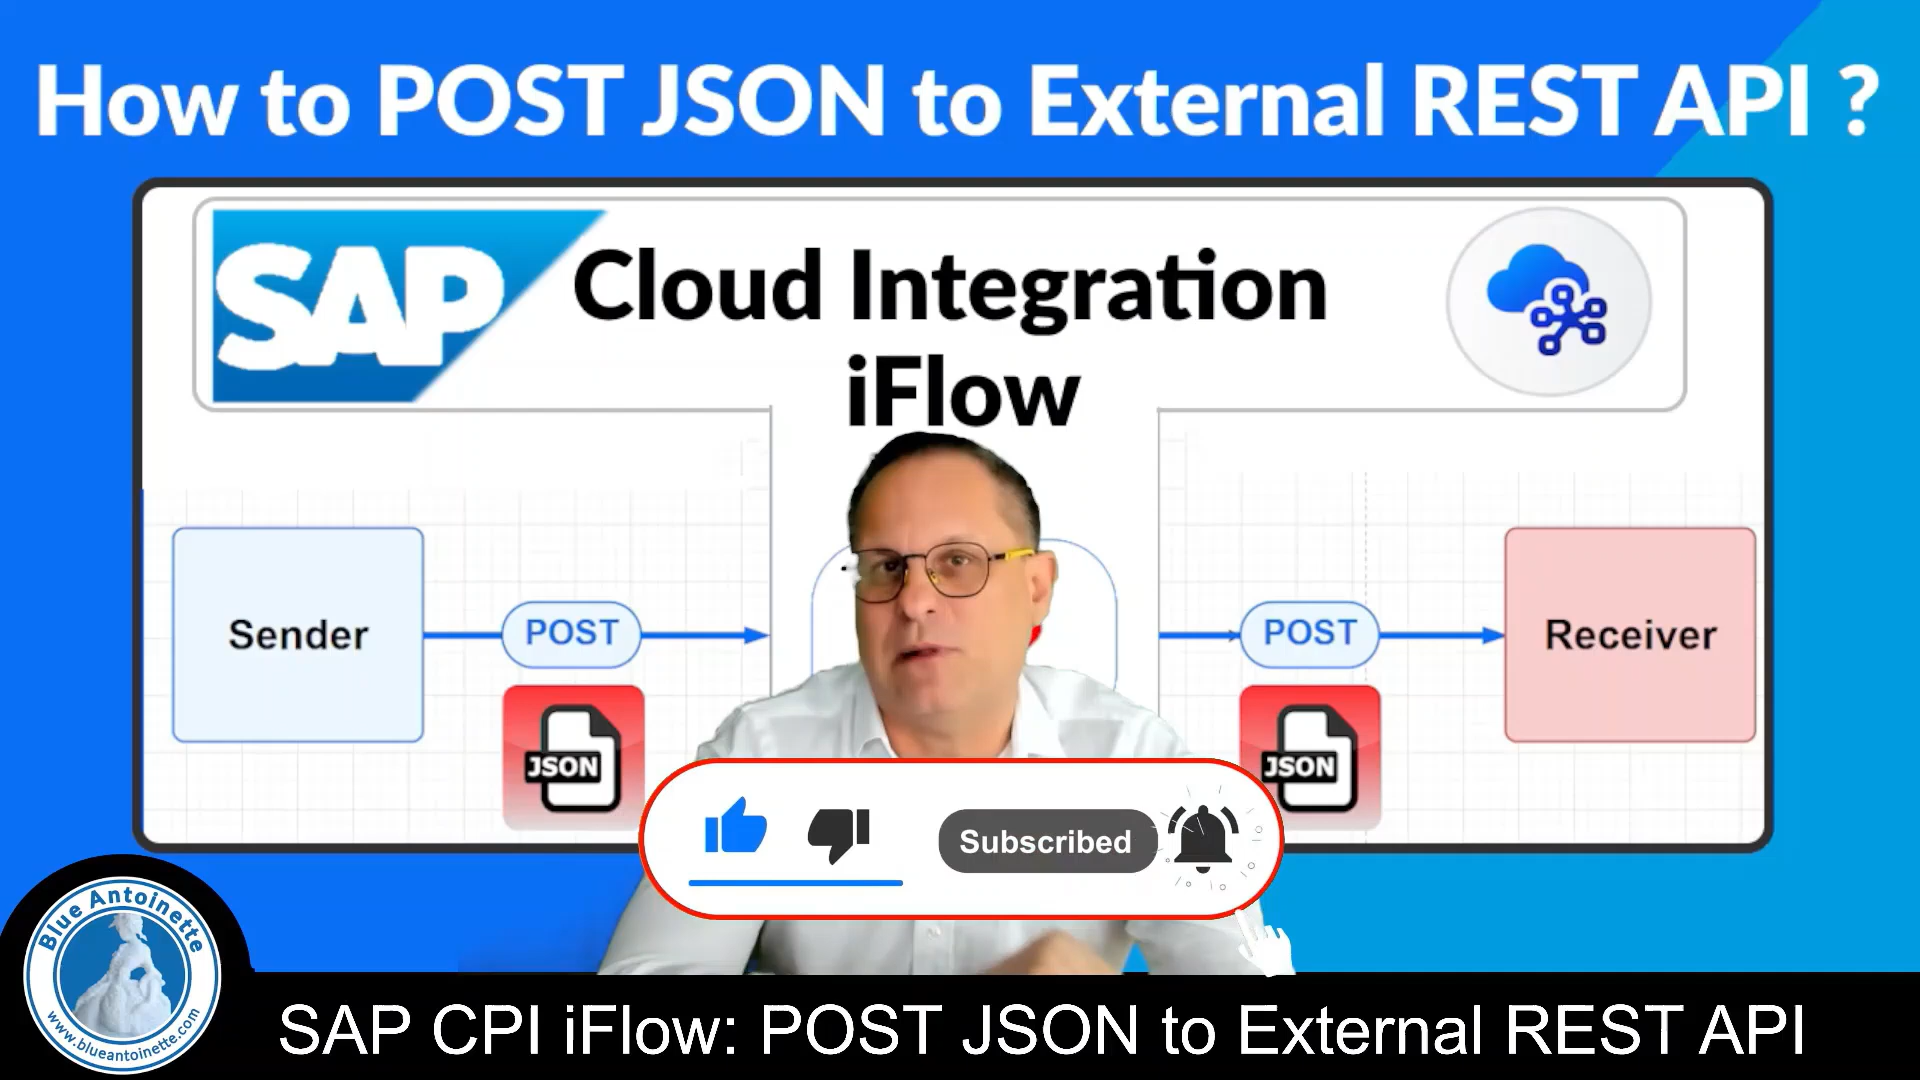 How to POST JSON to External REST API ?
SAP
Cloud Integration
iFlow
Sender
POST
JSON
POST
JSON
Receiver
Subscribed
Blue Antoinette
www.blueantoinette.com
SAP CPI iFlow: POST JSON to External REST API